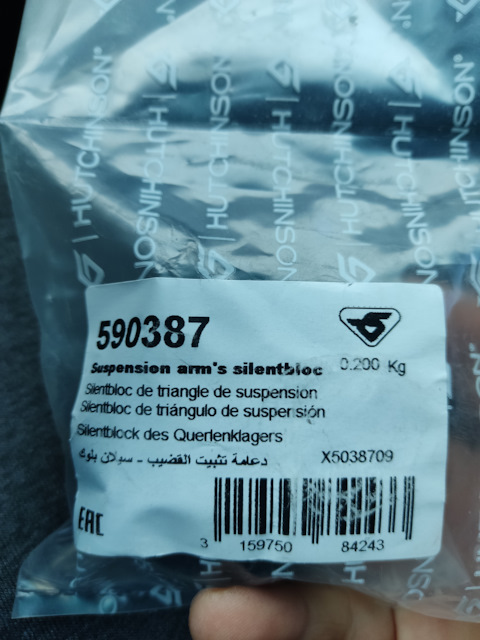 HUTCHINSON®
590387
Suspension arm's silentbloc 0.200 Kg
Silentbloc de triangle de suspension
Silentbloc de triángulo de suspensión
Silentblock des Querlenklagers
دعامة تثبيت القضيب - سيلان بلوك X5038709
EAC
3 159750 84243